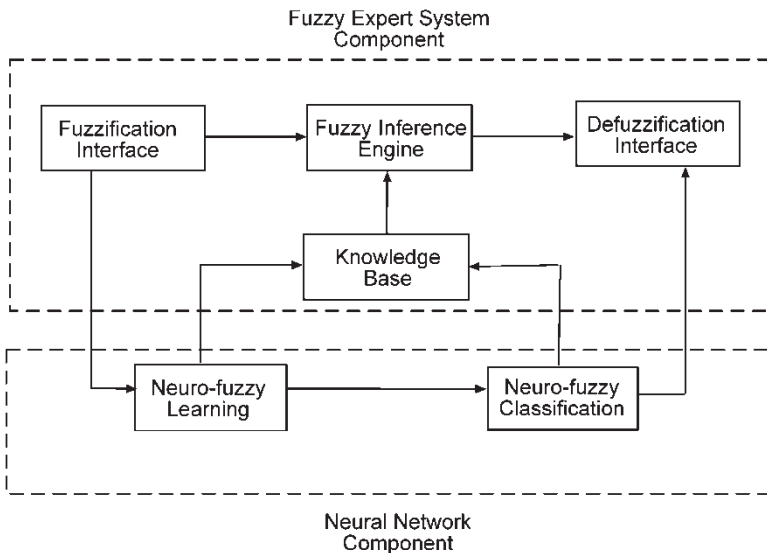 Fuzzy Expert System
Component
Fuzzification
Interface
Fuzzy Inference
Engine
Defuzzification
Interface
Knowledge
Base
Neuro-fuzzy
Learning
Neuro-fuzzy
Classification
Neural Network
Component